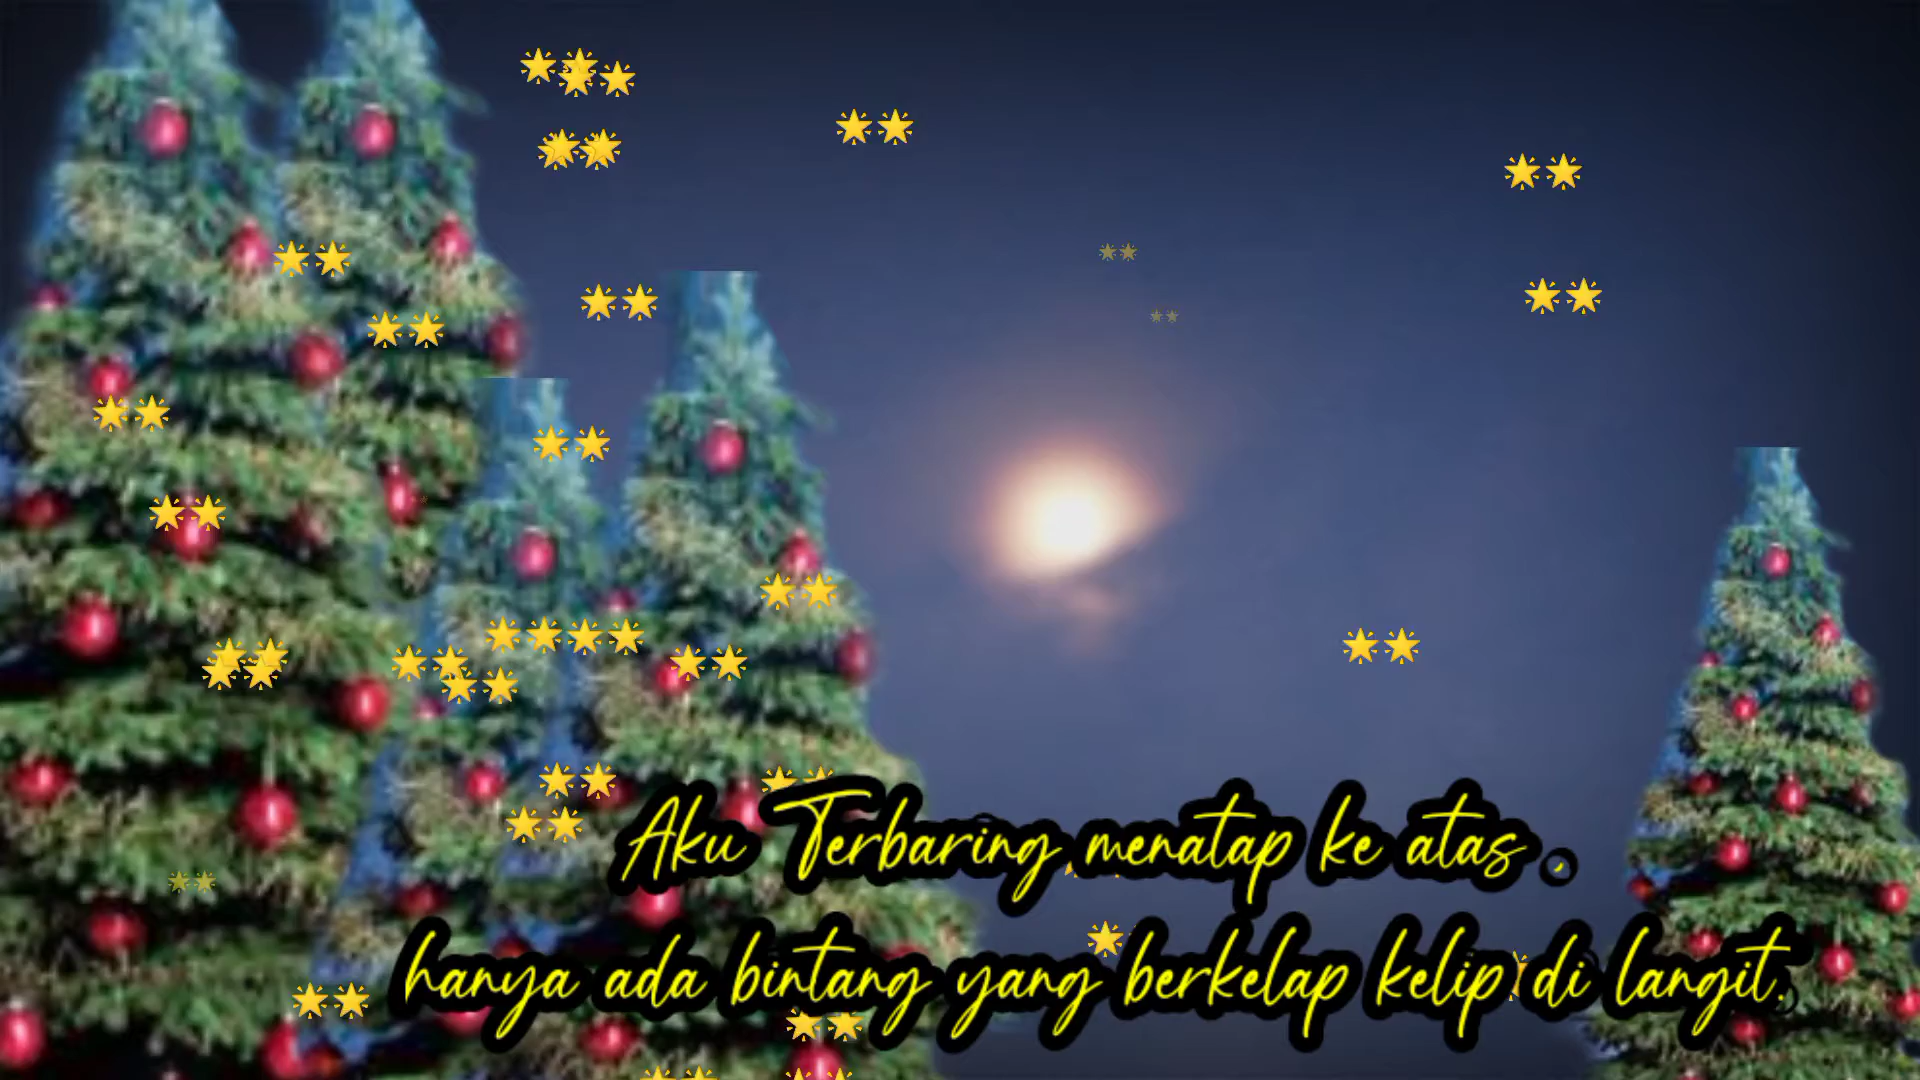 Aku Terbaring menatap ke atas .
hanya ada bintang yang berkelap kelip di langit.